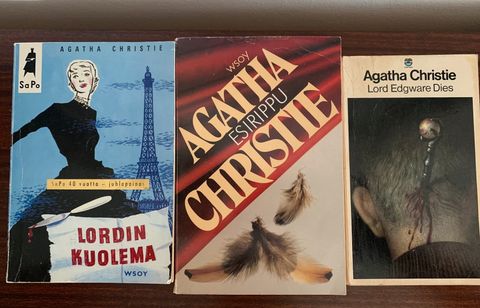 AGATHA CHRISTIE
SaPo
SaPo 40 vuotta - juhlapainos
LORDIN
KUOLEMA
WSOY
WSOY
AGATHA
ESIRIPPU
CHRISTIE
Agatha Christie
Lord Edgware Dies